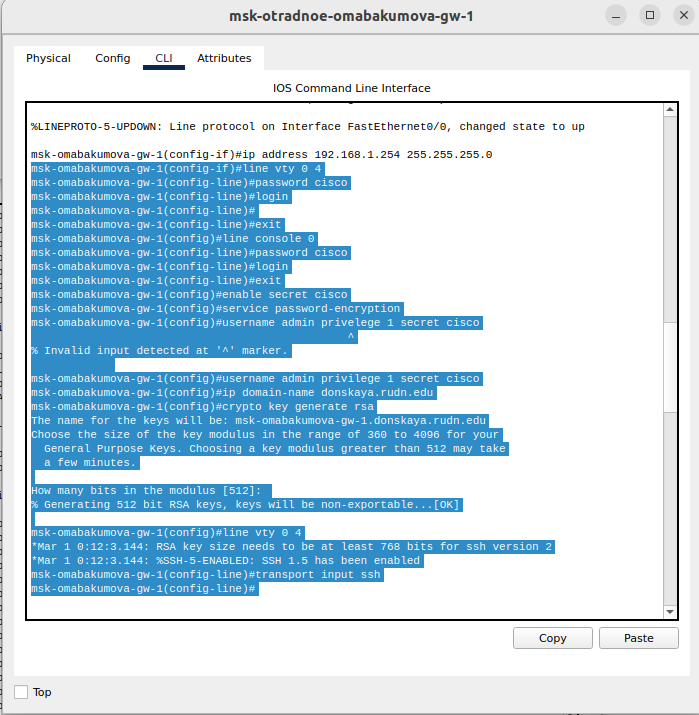 msk-otradnoe-omabakumova-gw-1
Physical Config CLI Attributes
IOS Command Line Interface
%LINEPROTO-5-UPDOWN: Line protocol on Interface FastEthernet0/0, changed state to up
msk-omabakumova-gw-1(config-if)#ip address 192.168.1.254 255.255.255.0
msk-omabakumova-gw-1(config-if)#line vty 0 4
msk-omabakumova-gw-1(config-line)#password cisco
msk-omabakumova-gw-1(config-line)#login
msk-omabakumova-gw-1(config-line)#
msk-omabakumova-gw-1(config-line)#exit
msk-omabakumova-gw-1(config)#line console 0
msk-omabakumova-gw-1(config-line)#password cisco
msk-omabakumova-gw-1(config-line)#login
msk-omabakumova-gw-1(config-line)#exit
msk-omabakumova-gw-1(config)#enable secret cisco
msk-omabakumova-gw-1(config)#service password-encryption
msk-omabakumova-gw-1(config)#username admin privelege 1 secret cisco
^
% Invalid input detected at '^' marker.
msk-omabakumova-gw-1(config)#username admin privilege 1 secret cisco
msk-omabakumova-gw-1(config)#ip domain-name donskaya.rudn.edu
msk-omabakumova-gw-1(config)#crypto key generate rsa
The name for the keys will be: msk-omabakumova-gw-1.donskaya.rudn.edu
Choose the size of the key modulus in the range of 360 to 4096 for your
General Purpose Keys. Choosing a key modulus greater than 512 may take
a few minutes.
How many bits in the modulus [512]:
% Generating 512 bit RSA keys, keys will be non-exportable...[OK]
msk-omabakumova-gw-1(config)#line vty 0 4
*Mar 1 0:12:3.144: RSA key size needs to be at least 768 bits for ssh version 2
*Mar 1 0:12:3.144: %SSH-5-ENABLED: SSH 1.5 has been enabled
msk-omabakumova-gw-1(config-line)#transport input ssh
msk-omabakumova-gw-1(config-line)#
Copy Paste
Top